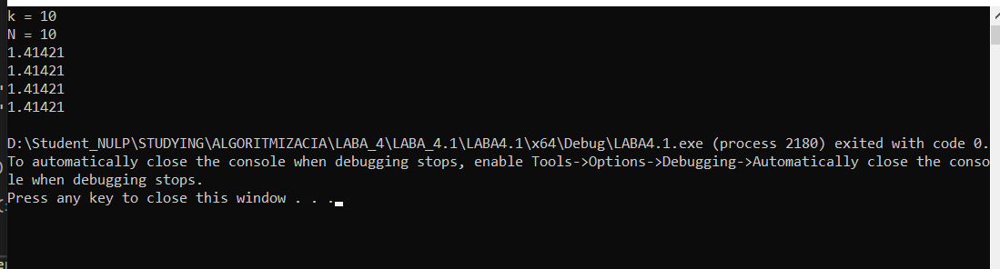 k = 10
N = 10
1.41421
1.41421
1.41421
1.41421
D:\Student_NULP\STUDYING\ALGORITMIZACIA\LABA_4\LABA_4.1\LABA4.1\x64\Debug\LABA4.1.exe (process 2180) exited with code 0.
To automatically close the console when debugging stops, enable Tools->Options->Debugging->Automatically close the conso
le when debugging stops.
Press any key to close this window . . .